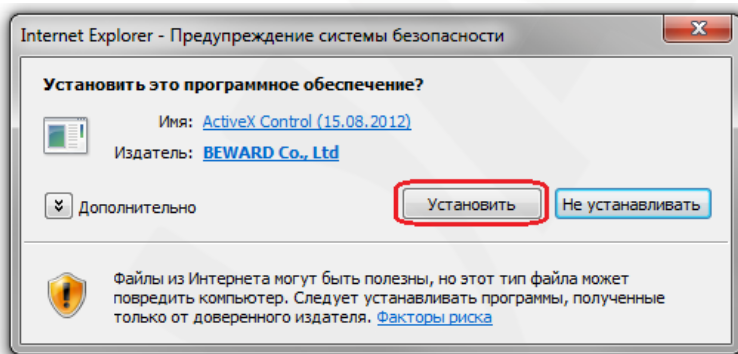 Internet Explorer - Предупреждение системы безопасности
Установить это программное обеспечение?
Имя: ActiveX Control (15.08.2012)
Издатель: BEWARD Co., Ltd
Дополнительно
Установить
Не устанавливать
Файлы из Интернета могут быть полезны, но этот тип файла может
повредить компьютер. Следует устанавливать программы, полученные
только от доверенного издателя. Факторы риска